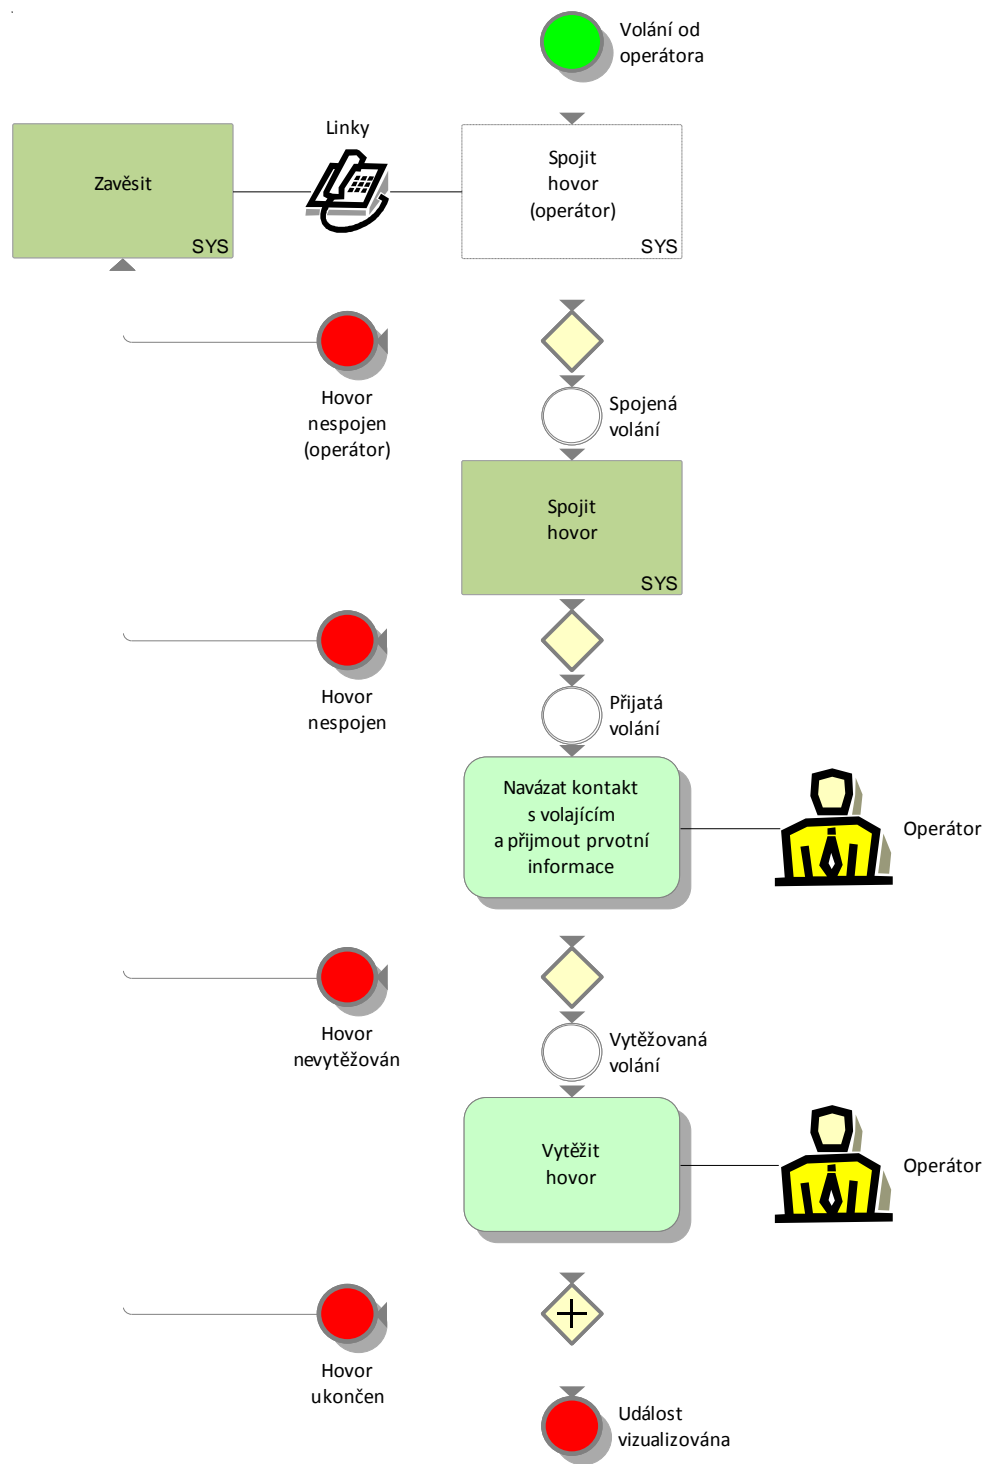 Volání od
operátora
Linky
Zavěsit
SYS
Spojit
hovor
(operátor)
SYS
Hovor
nespojen
(operátor)
Spojená
volání
Spojit
hovor
SYS
Hovor
nespojen
Přijatá
volání
Navázat kontakt
s volajícím
a přijmout prvotní
informace
Operátor
Hovor
nevytěžován
Vytěžovaná
volání
Vytěžit
hovor
Operátor
Hovor
ukončen
Událost
vizualizována